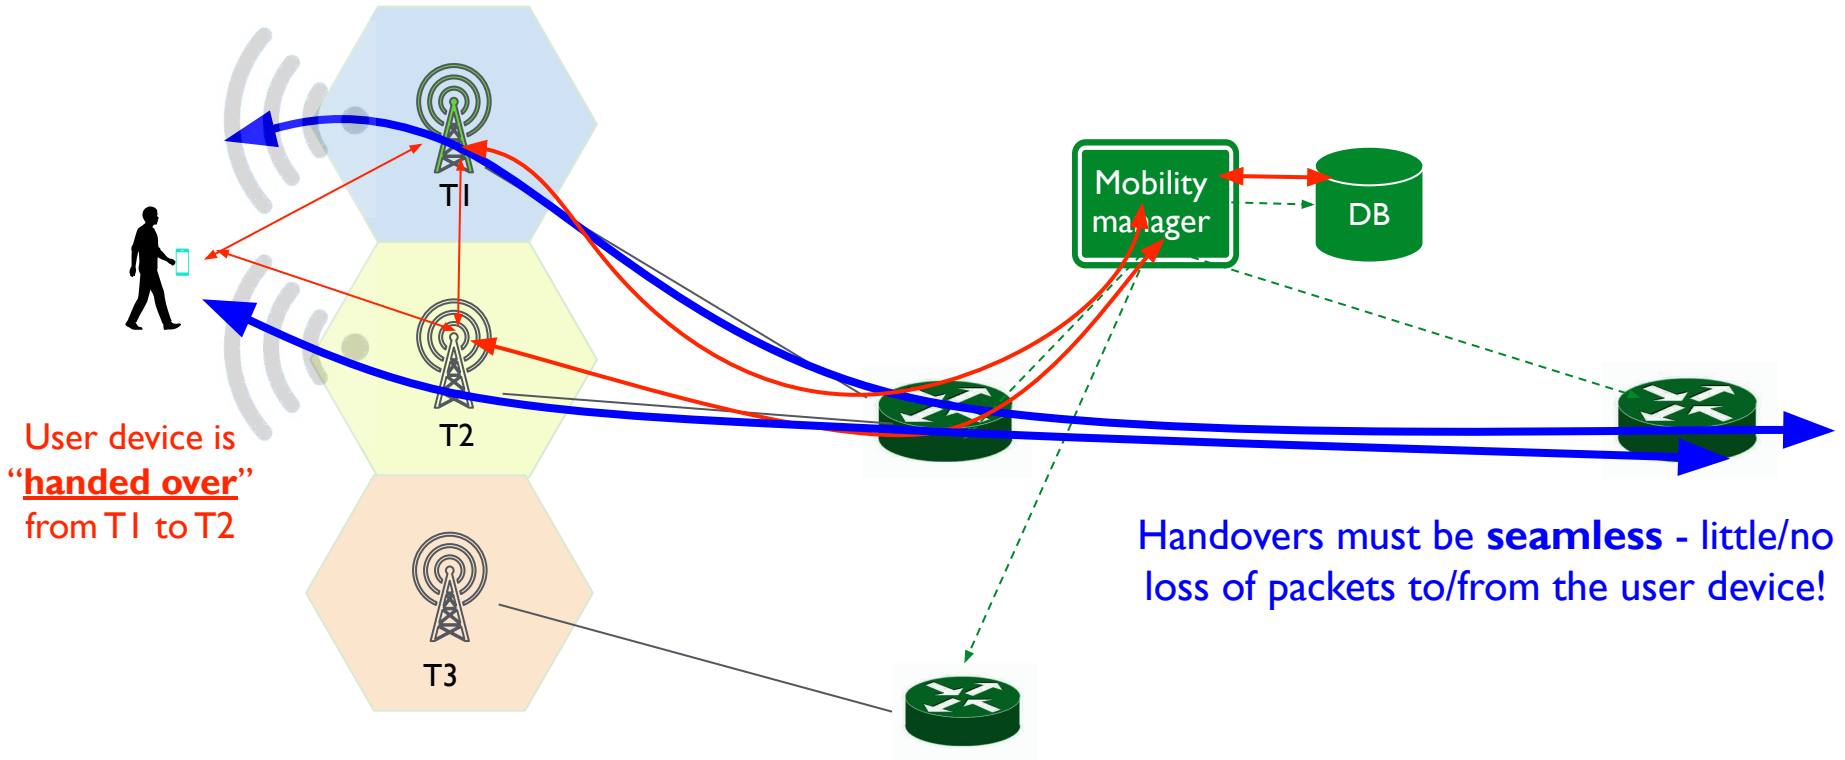 T1
Mobility
manager
DB
T2
User device is
“handed over”
from T1 to T2
Handovers must be seamless - little/no
loss of packets to/from the user device!
T3